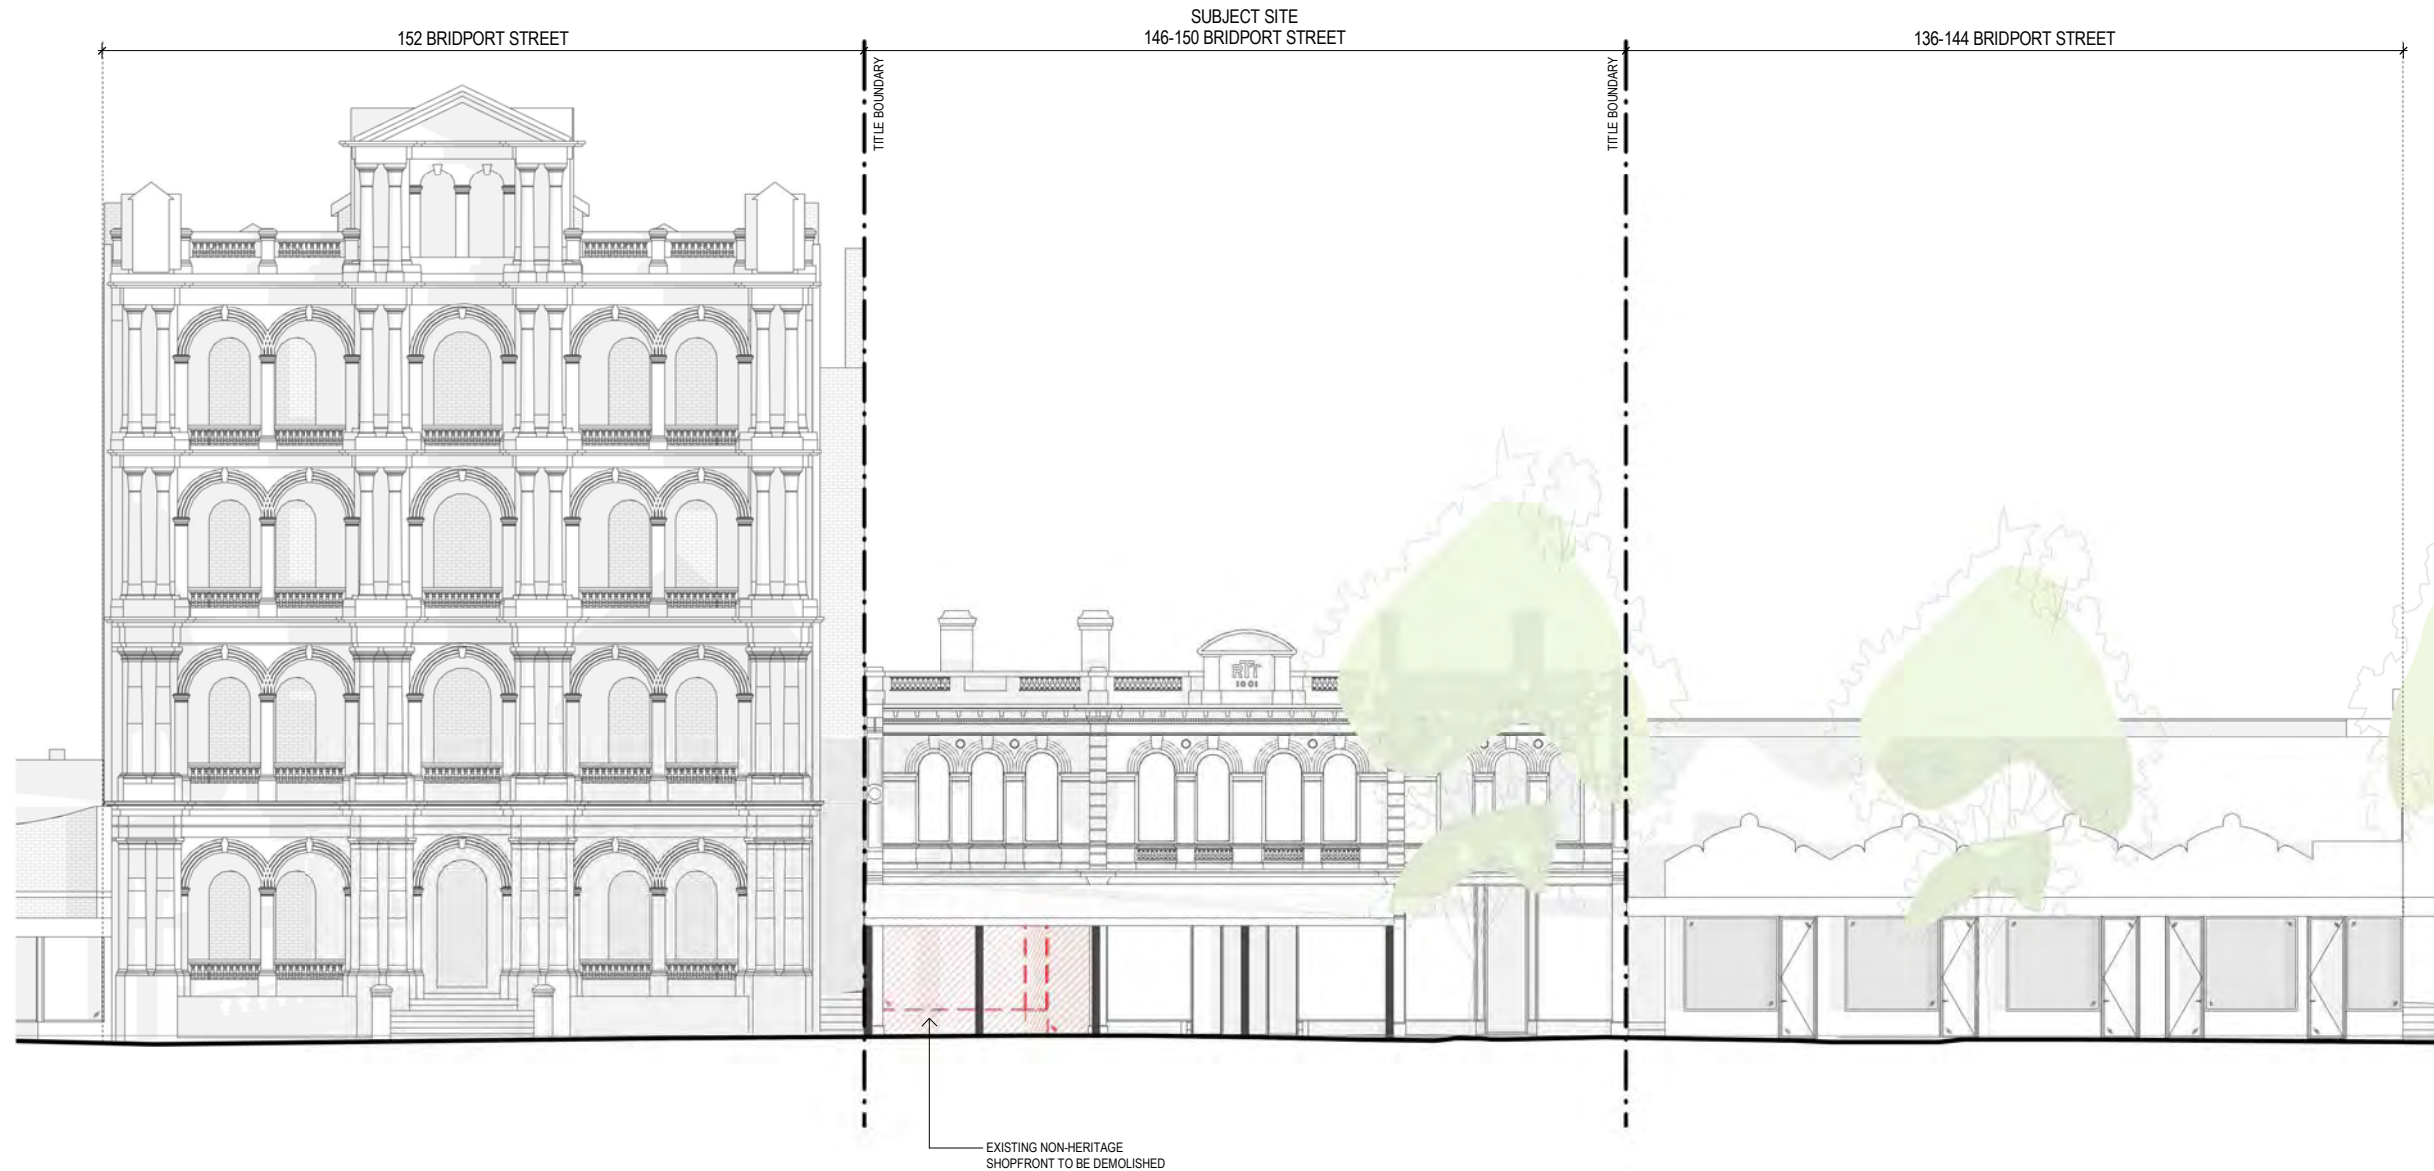 SUBJECT SITE
152 BRIDPORT STREET
146-150 BRIDPORT STREET
136-144 BRIDPORT STREET
TITLE BOUNDARY
TITLE BOUNDARY
RTT
EXISTING NON-HERITAGE
SHOPFRONT TO BE DEMOLISHED